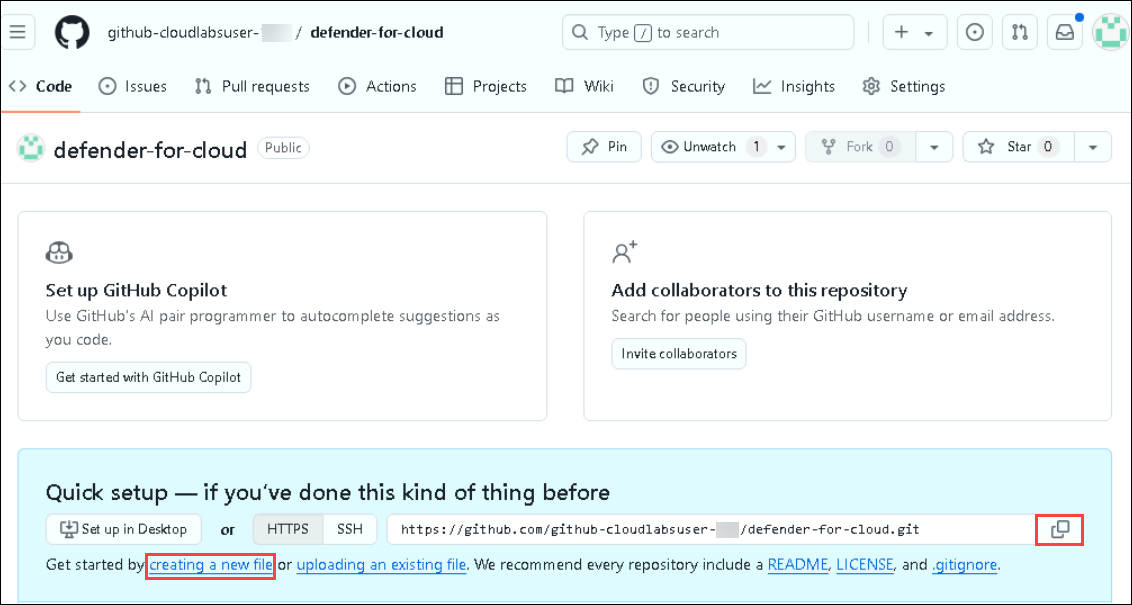 github-cloudlabsuser- / defender-for-cloud
Type / to search
Code Issues Pull requests Actions Projects Wiki Security Insights Settings
defender-for-cloud Public Pin Unwatch 1 Fork 0 Star 0
Set up GitHub Copilot
Use GitHub's AI pair programmer to autocomplete suggestions as
you code.
Get started with GitHub Copilot
Add collaborators to this repository
Search for people using their GitHub username or email address.
Invite collaborators
Quick setup — if you've done this kind of thing before
Set up in Desktop or HTTPS SSH https://github.com/github-cloudlabsuser- /defender-for-cloud.git
Get started by creating a new file or uploading an existing file. We recommend every repository include a README, LICENSE, and .gitignore.